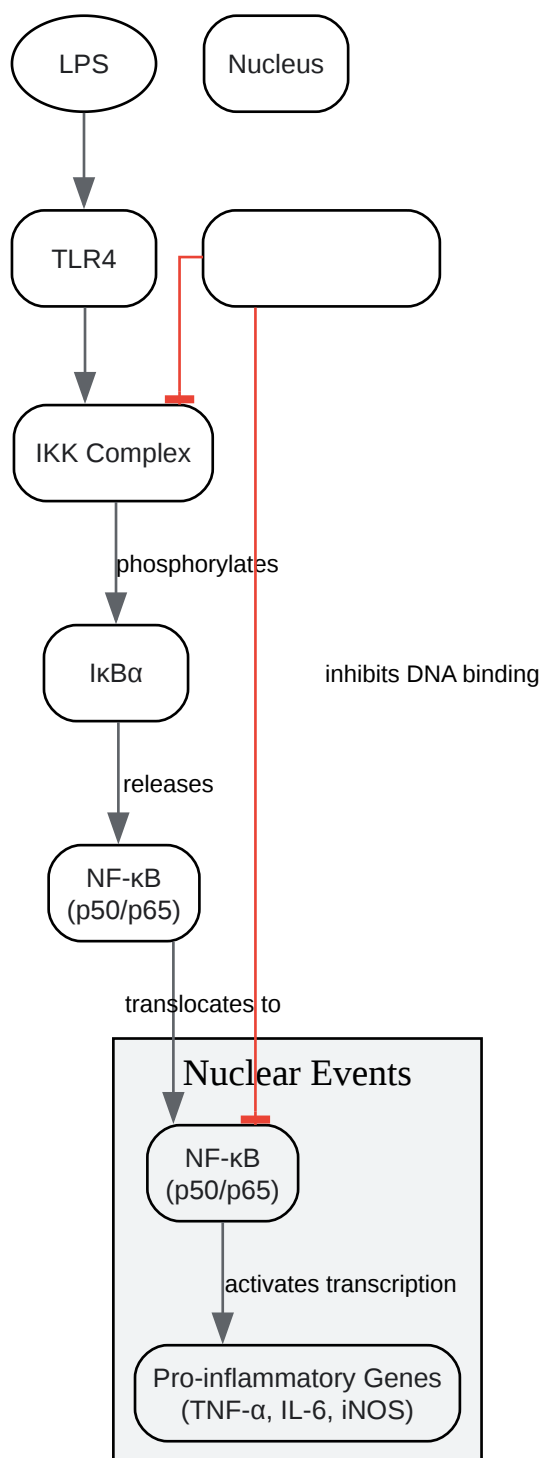 LPS
Nucleus
TLR4
IKK Complex
phosphorylates
IκBα
inhibits DNA binding
releases
NF-κB
(p50/p65)
translocates to
Nuclear Events
NF-κB
(p50/p65)
activates transcription
Pro-inflammatory Genes
(TNF-α, IL-6, iNOS)